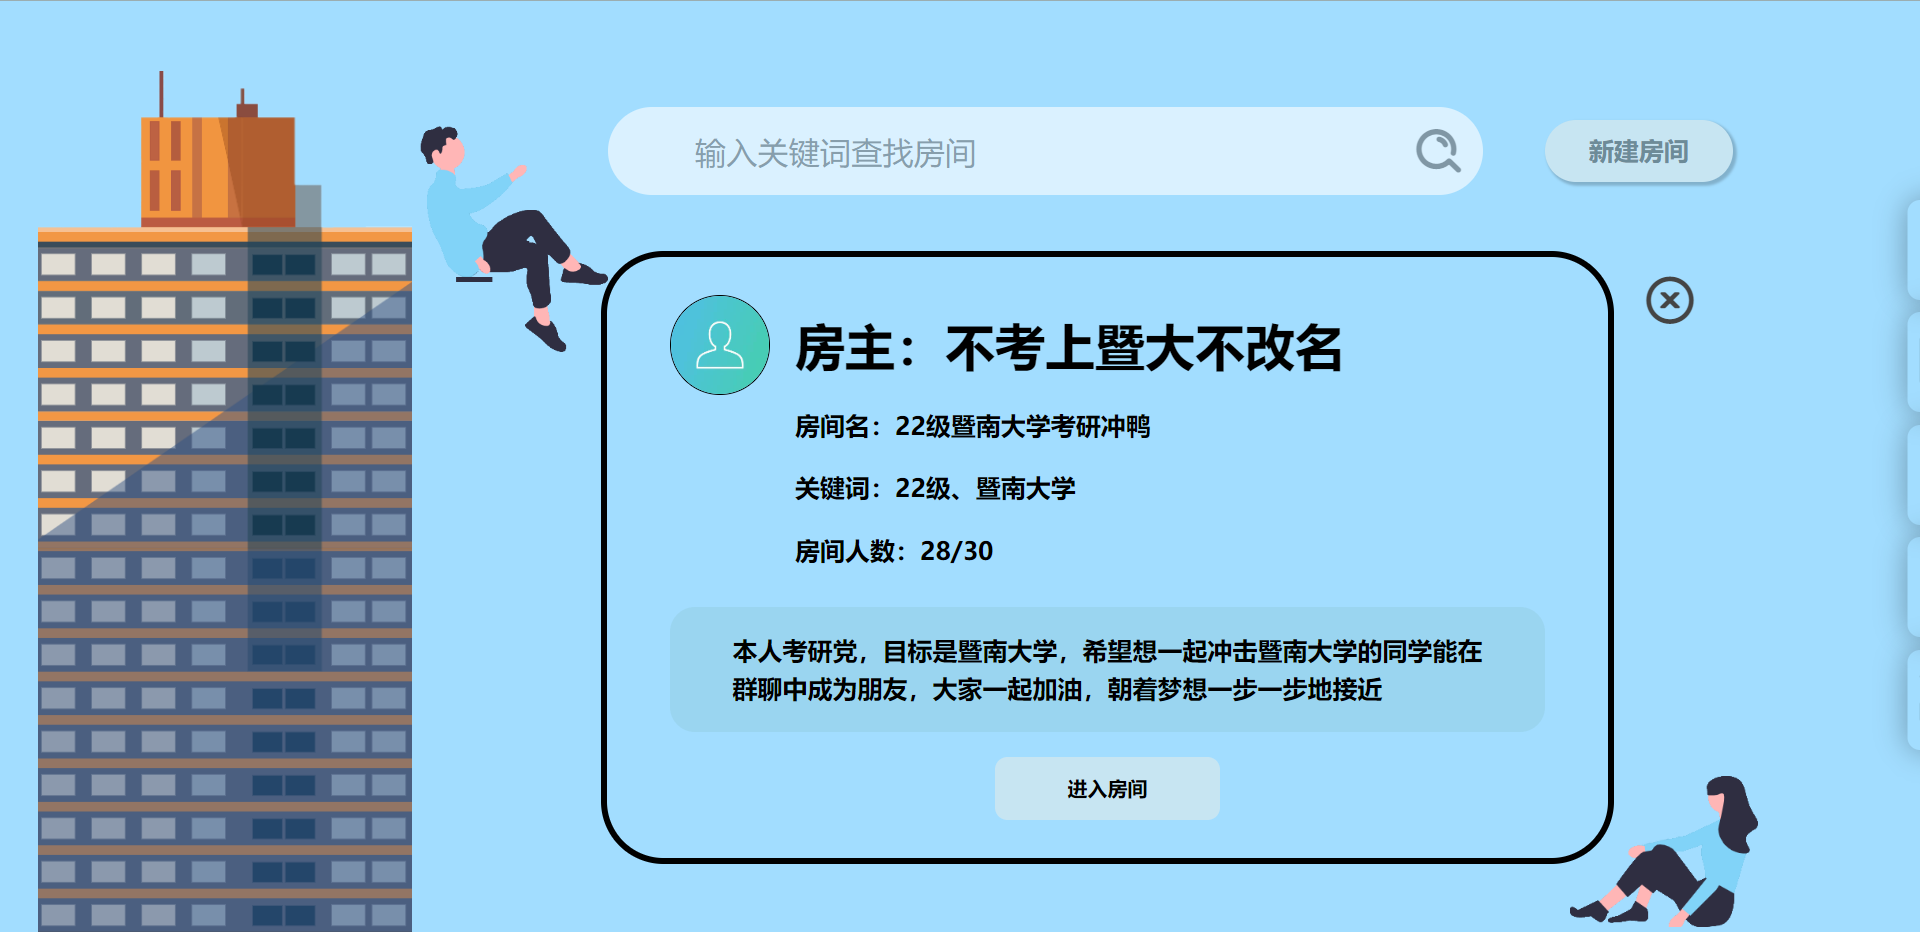 输入关键词查找房间
新建房间
房主：不考上暨大不改名
房间名：22级暨南大学考研冲鸭
关键词：22级、暨南大学
房间人数：28/30
本人考研党，目标是暨南大学，希望想一起冲击暨南大学的同学能在
群聊中成为朋友，大家一起加油，朝着梦想一步一步地接近
进入房间